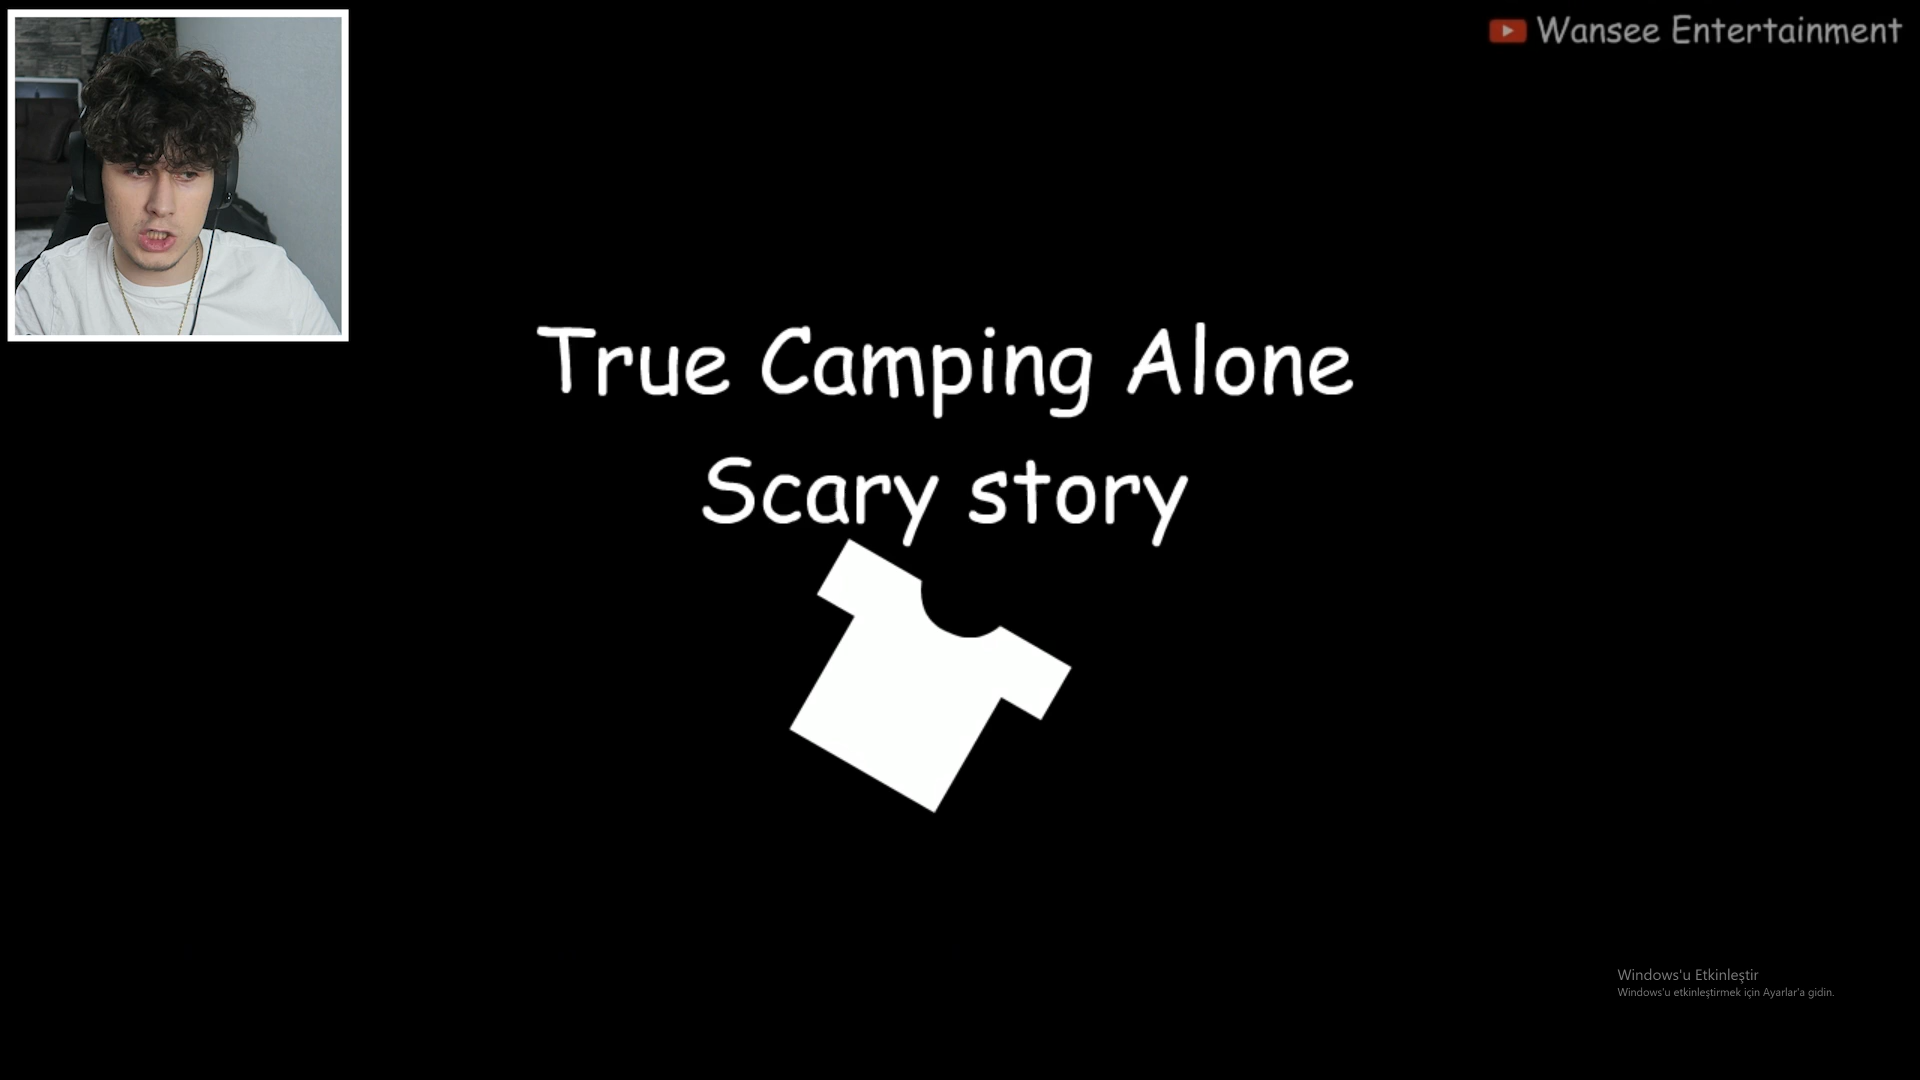 Wansee Entertainment
True Camping Alone
Scary story
Windows'u Etkinleştir
Windows'u etkinleştirmek için Ayarlar'a gidin.